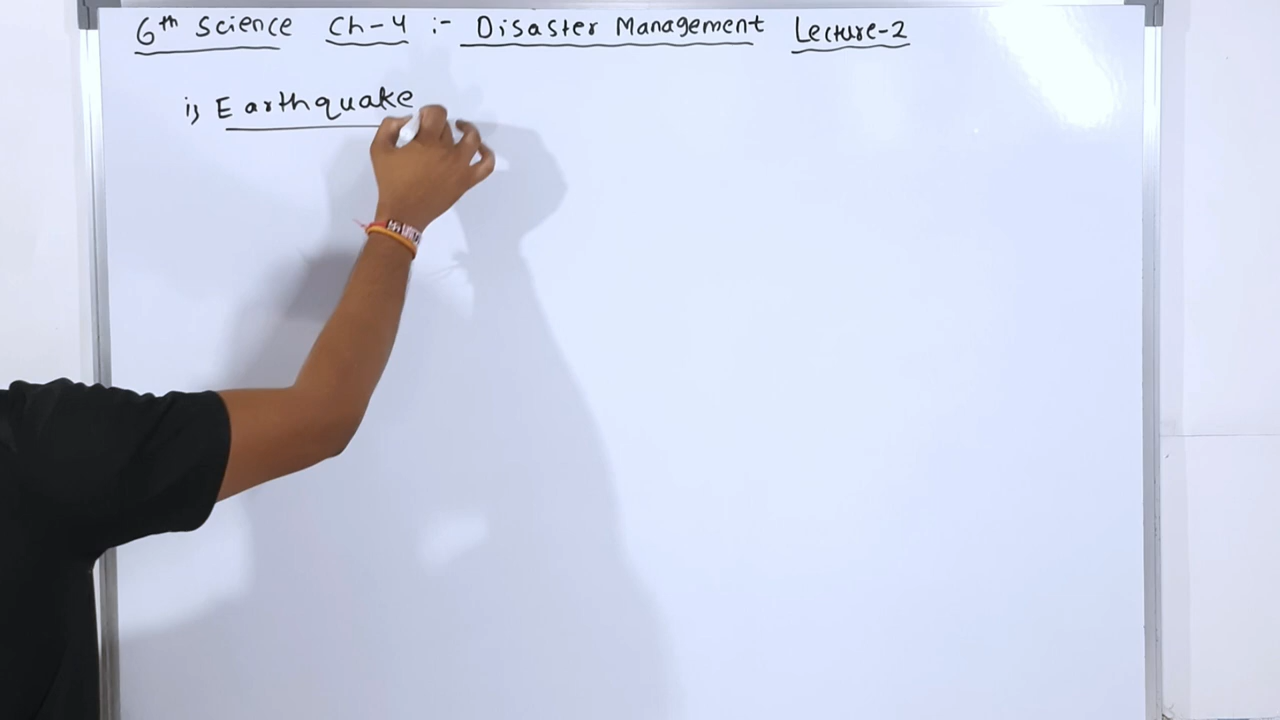 6th Science Ch-4 :- Disaster Management Lecture-2
i) Earthquake